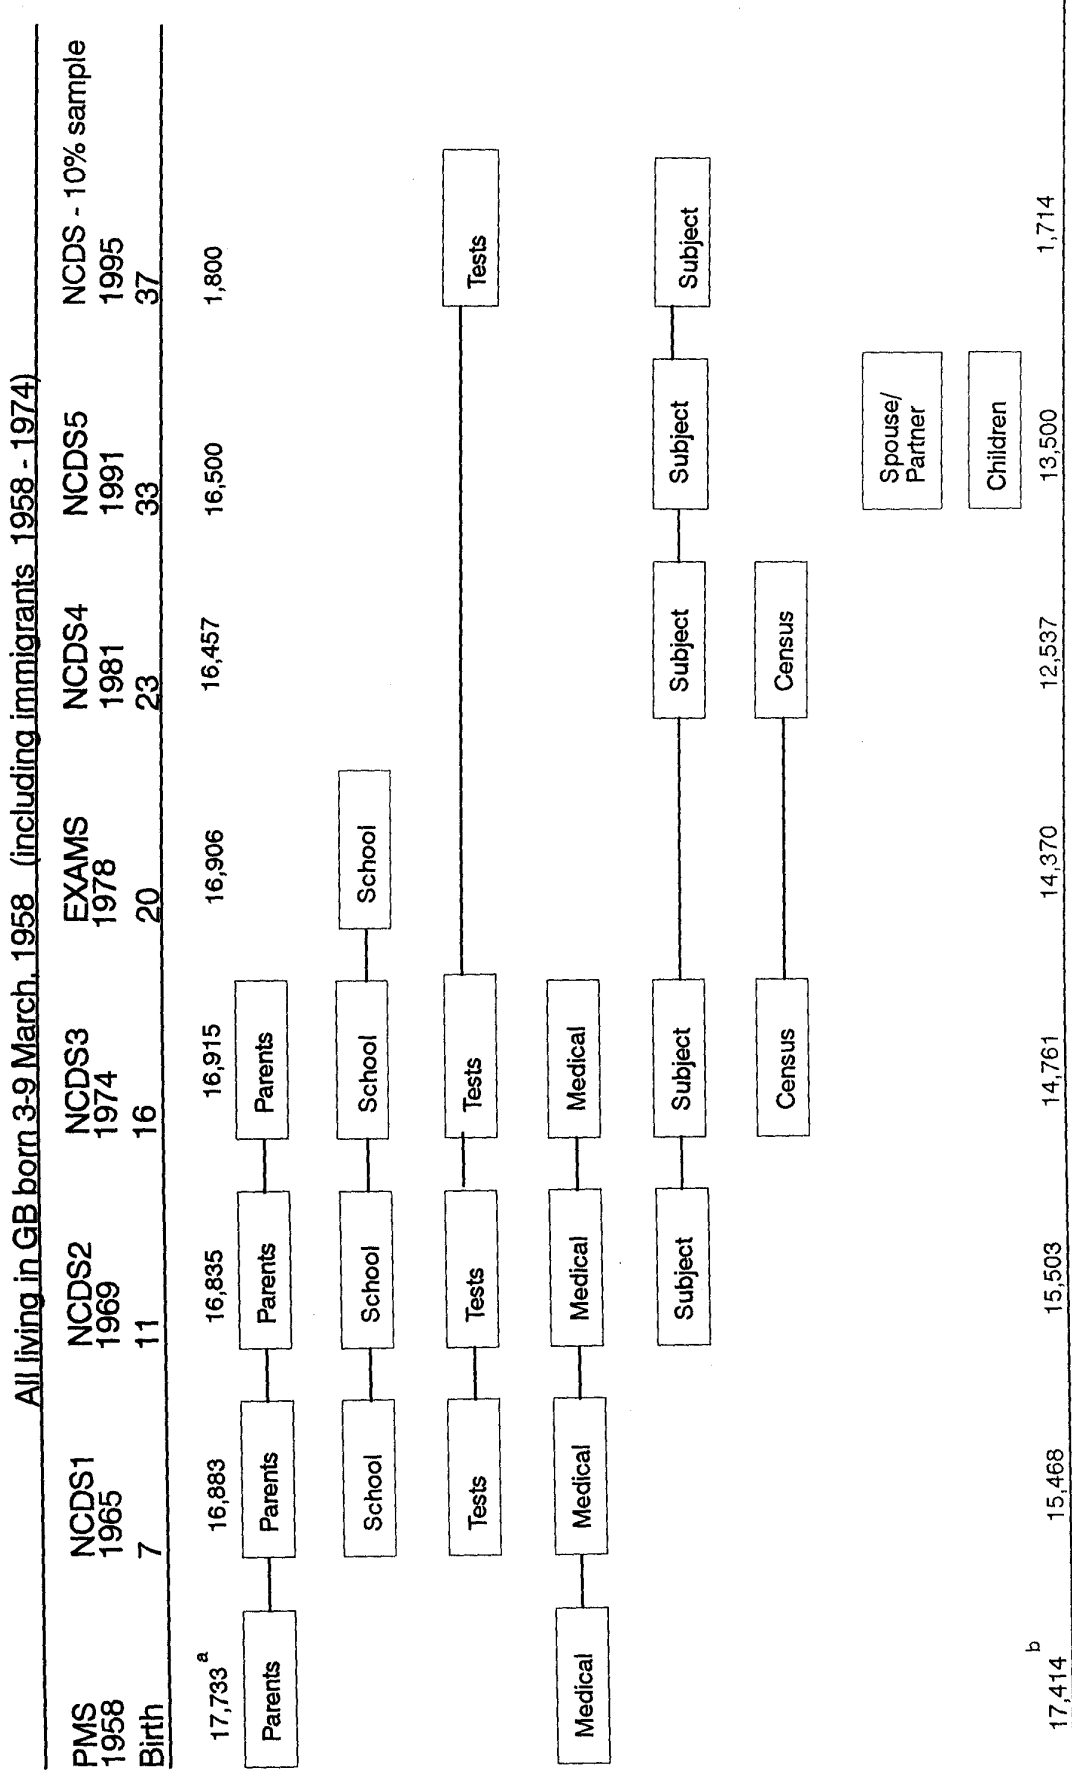 All living in GB born 3-9 March, 1958 (including immigrants 1958 - 1974)
PMS NCDS1 NCDS2 NCDS3 EXAMS NCDS4 NCDS5 NCDS - 10% sample
1958 1965 1969 1974 1978 1981 1991 1995
Birth 7 11 16 20 23 33 37
17,733 a 16,883 16,835 16,915 16,906 16,457 16,500 1,800
Parents Parents Parents Parents
School School School School
Tests Tests Tests Tests
Medical Medical Medical Medical
Subject Subject Subject Subject Subject
Census Census
Spouse/
Partner
Children
17,414 b 15,468 15,503 14,761 14,370 12,537 13,500 1,714